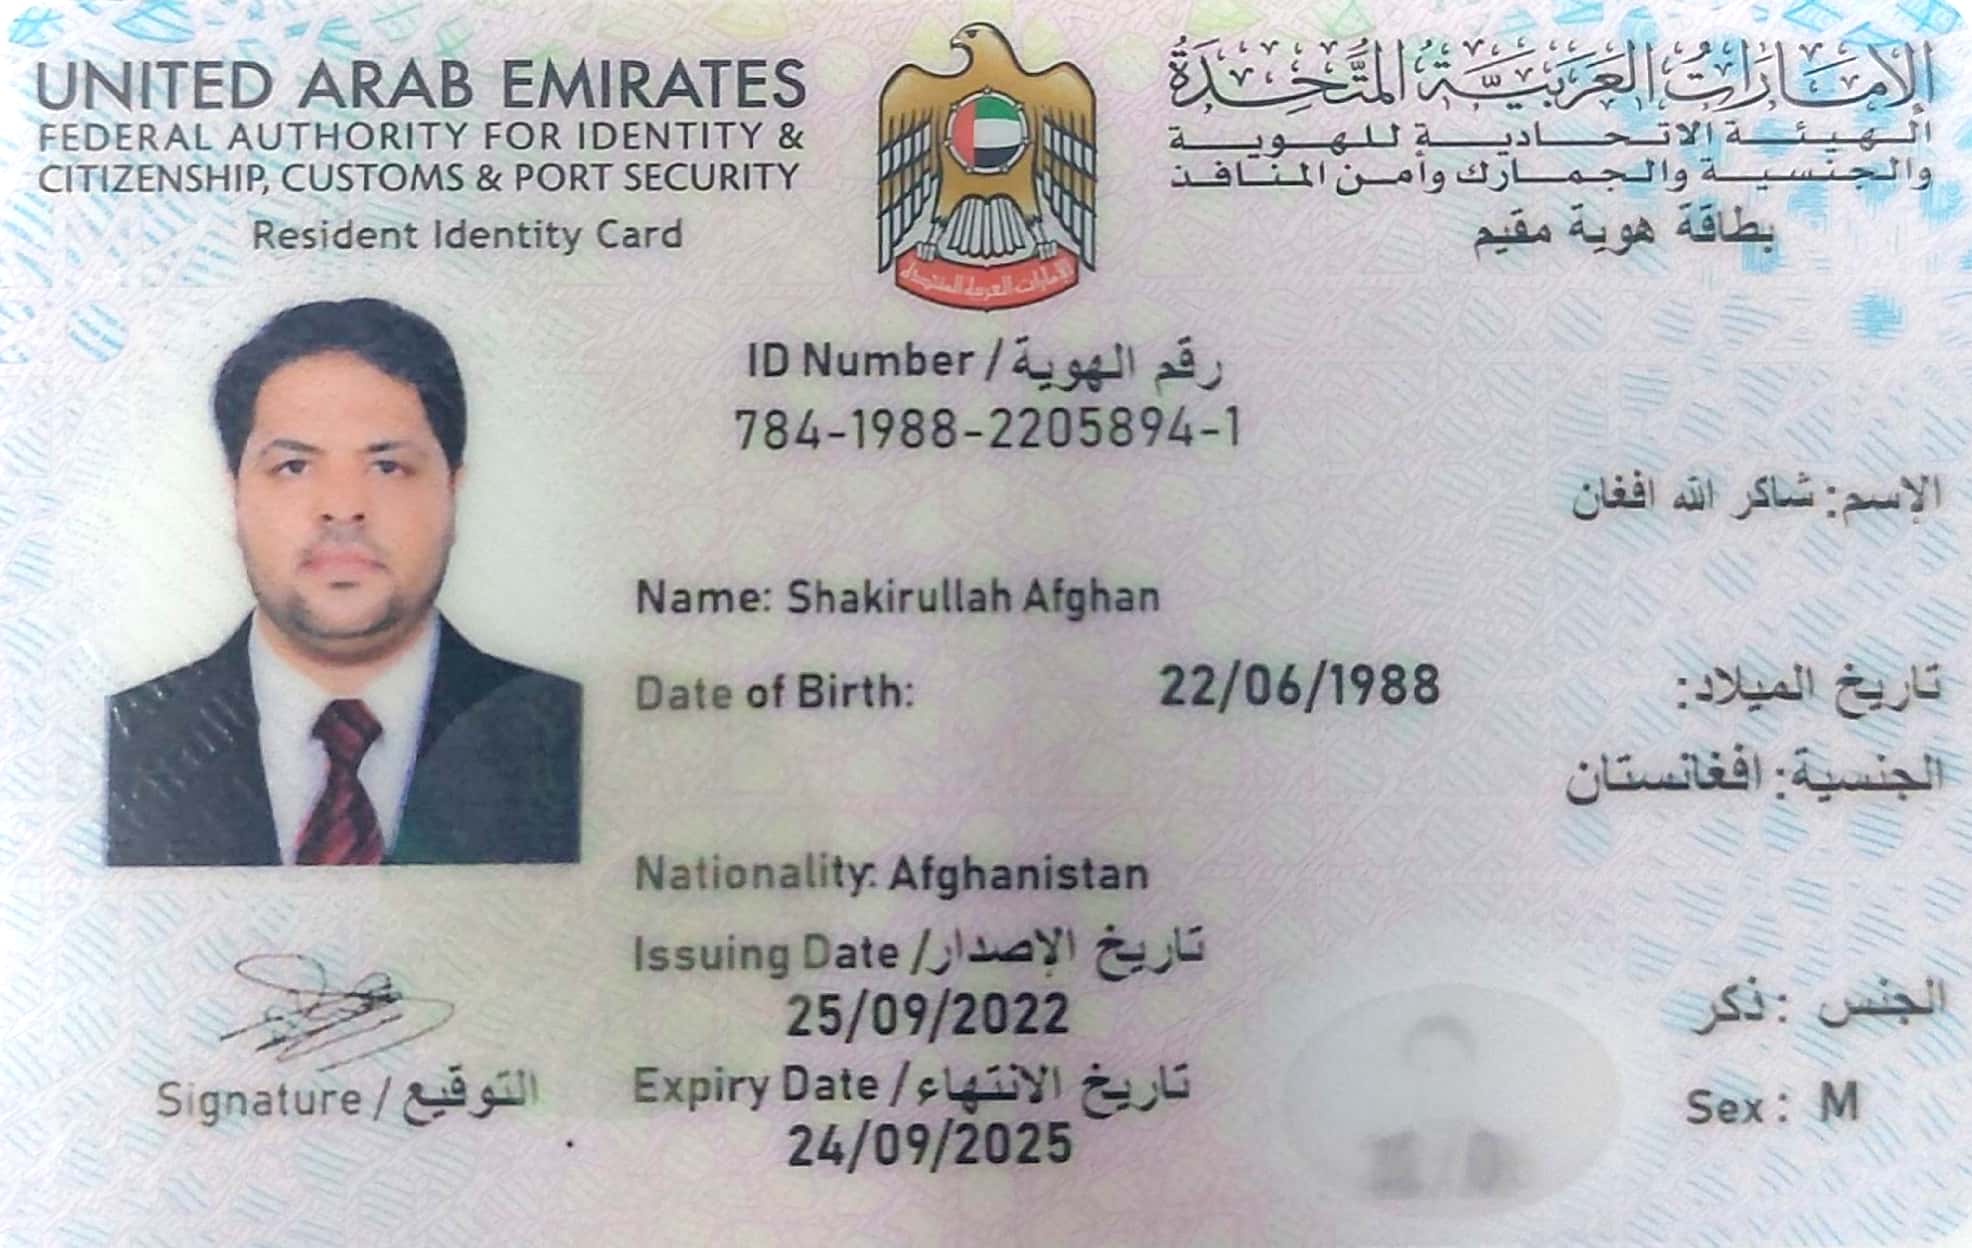 UNITED ARAB EMIRATES
FEDERAL AUTHORITY FOR IDENTITY &
CITIZENSHIP, CUSTOMS & PORT SECURITY
Resident Identity Card
الإمارات العربية المتحدة
الهيئة الاتحادية للهوية
والجنسية والجمارك وأمن المنافذ
بطاقة هوية مقيم
الإمارات العربية المتحدة
ID Number / رقم الهوية
784-1988-2205894-1
الإسم: شاكر الله افغان
Name: Shakirullah Afghan
Date of Birth: 22/06/1988 تاريخ الميلاد:
الجنسية: افغانستان
Nationality: Afghanistan
Issuing Date / تاريخ الإصدار
25/09/2022
Expiry Date / تاريخ الانتهاء
24/09/2025
الجنس : ذكر
Sex : M
Signature / التوقيع